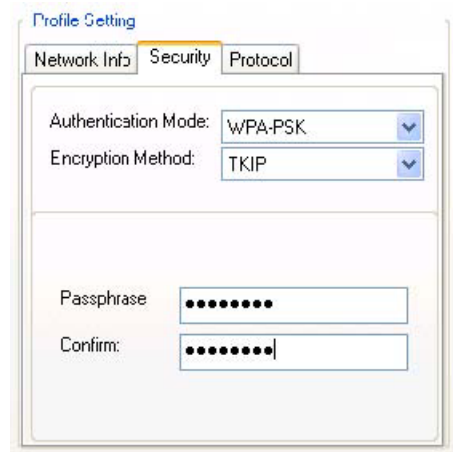 Profile Setting
Network Info Security Protocol
Authentication Mode: WPA-PSK
Encryption Method: TKIP
Passphrase ••••••••
Confirm: ••••••••